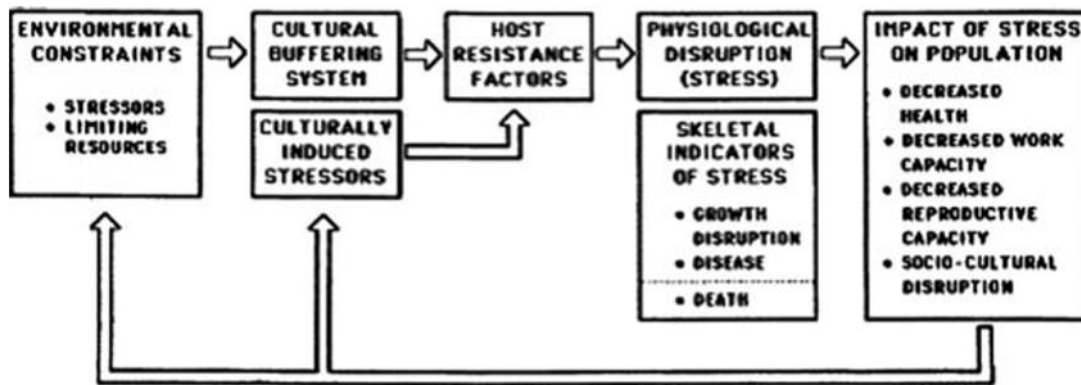 ENVIRONMENTAL
CONSTRAINTS
• STRESSORS
• LIMITING
RESOURCES
CULTURAL
BUFFERING
SYSTEM
CULTURALLY
INDUCED
STRESSORS
HOST
RESISTANCE
FACTORS
PHYSIOLOGICAL
DISRUPTION
(STRESS)
SKELETAL
INDICATORS
OF STRESS
• GROWTH
DISRUPTION
• DISEASE
• DEATH
IMPACT OF STRESS
ON POPULATION
• DECREASED
HEALTH
• DECREASED WORK
CAPACITY
• DECREASED
REPRODUCTIVE
CAPACITY
• SOCIO-CULTURAL
DISRUPTION